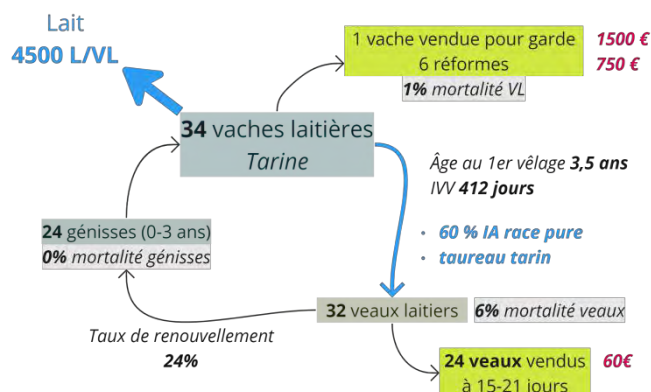 Lait
4500 L/VL
1 vache vendue pour garde 1500 €
6 réformes 750 €
1% mortalité VL
34 vaches laitières
Tarine
Âge au 1er vêlage 3,5 ans
IVV 412 jours
24 génisses (0-3 ans)
0% mortalité génisses
• 60 % IA race pure
• taureau tarin
32 veaux laitiers 6% mortalité veaux
Taux de renouvellement
24%
24 veaux vendus 60€
à 15-21 jours